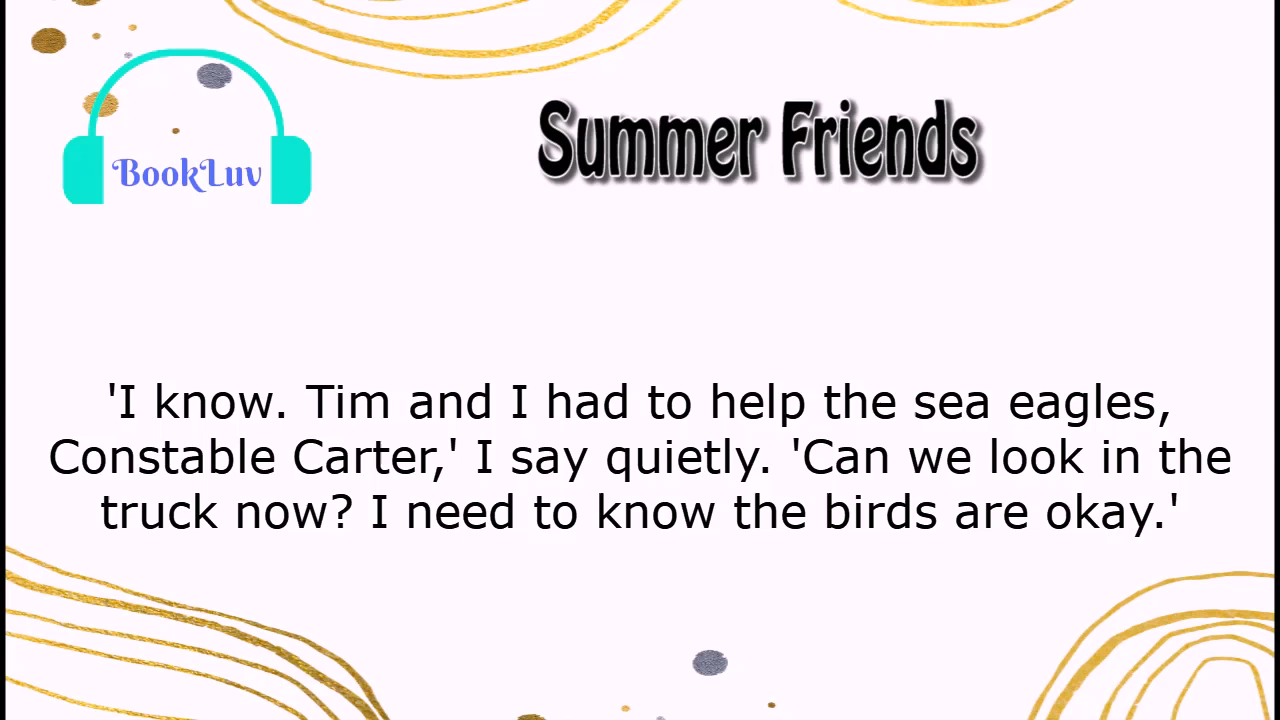 Summer Friends
BookLuv
'I know. Tim and I had to help the sea eagles,
Constable Carter,' I say quietly. 'Can we look in the
truck now? I need to know the birds are okay.'